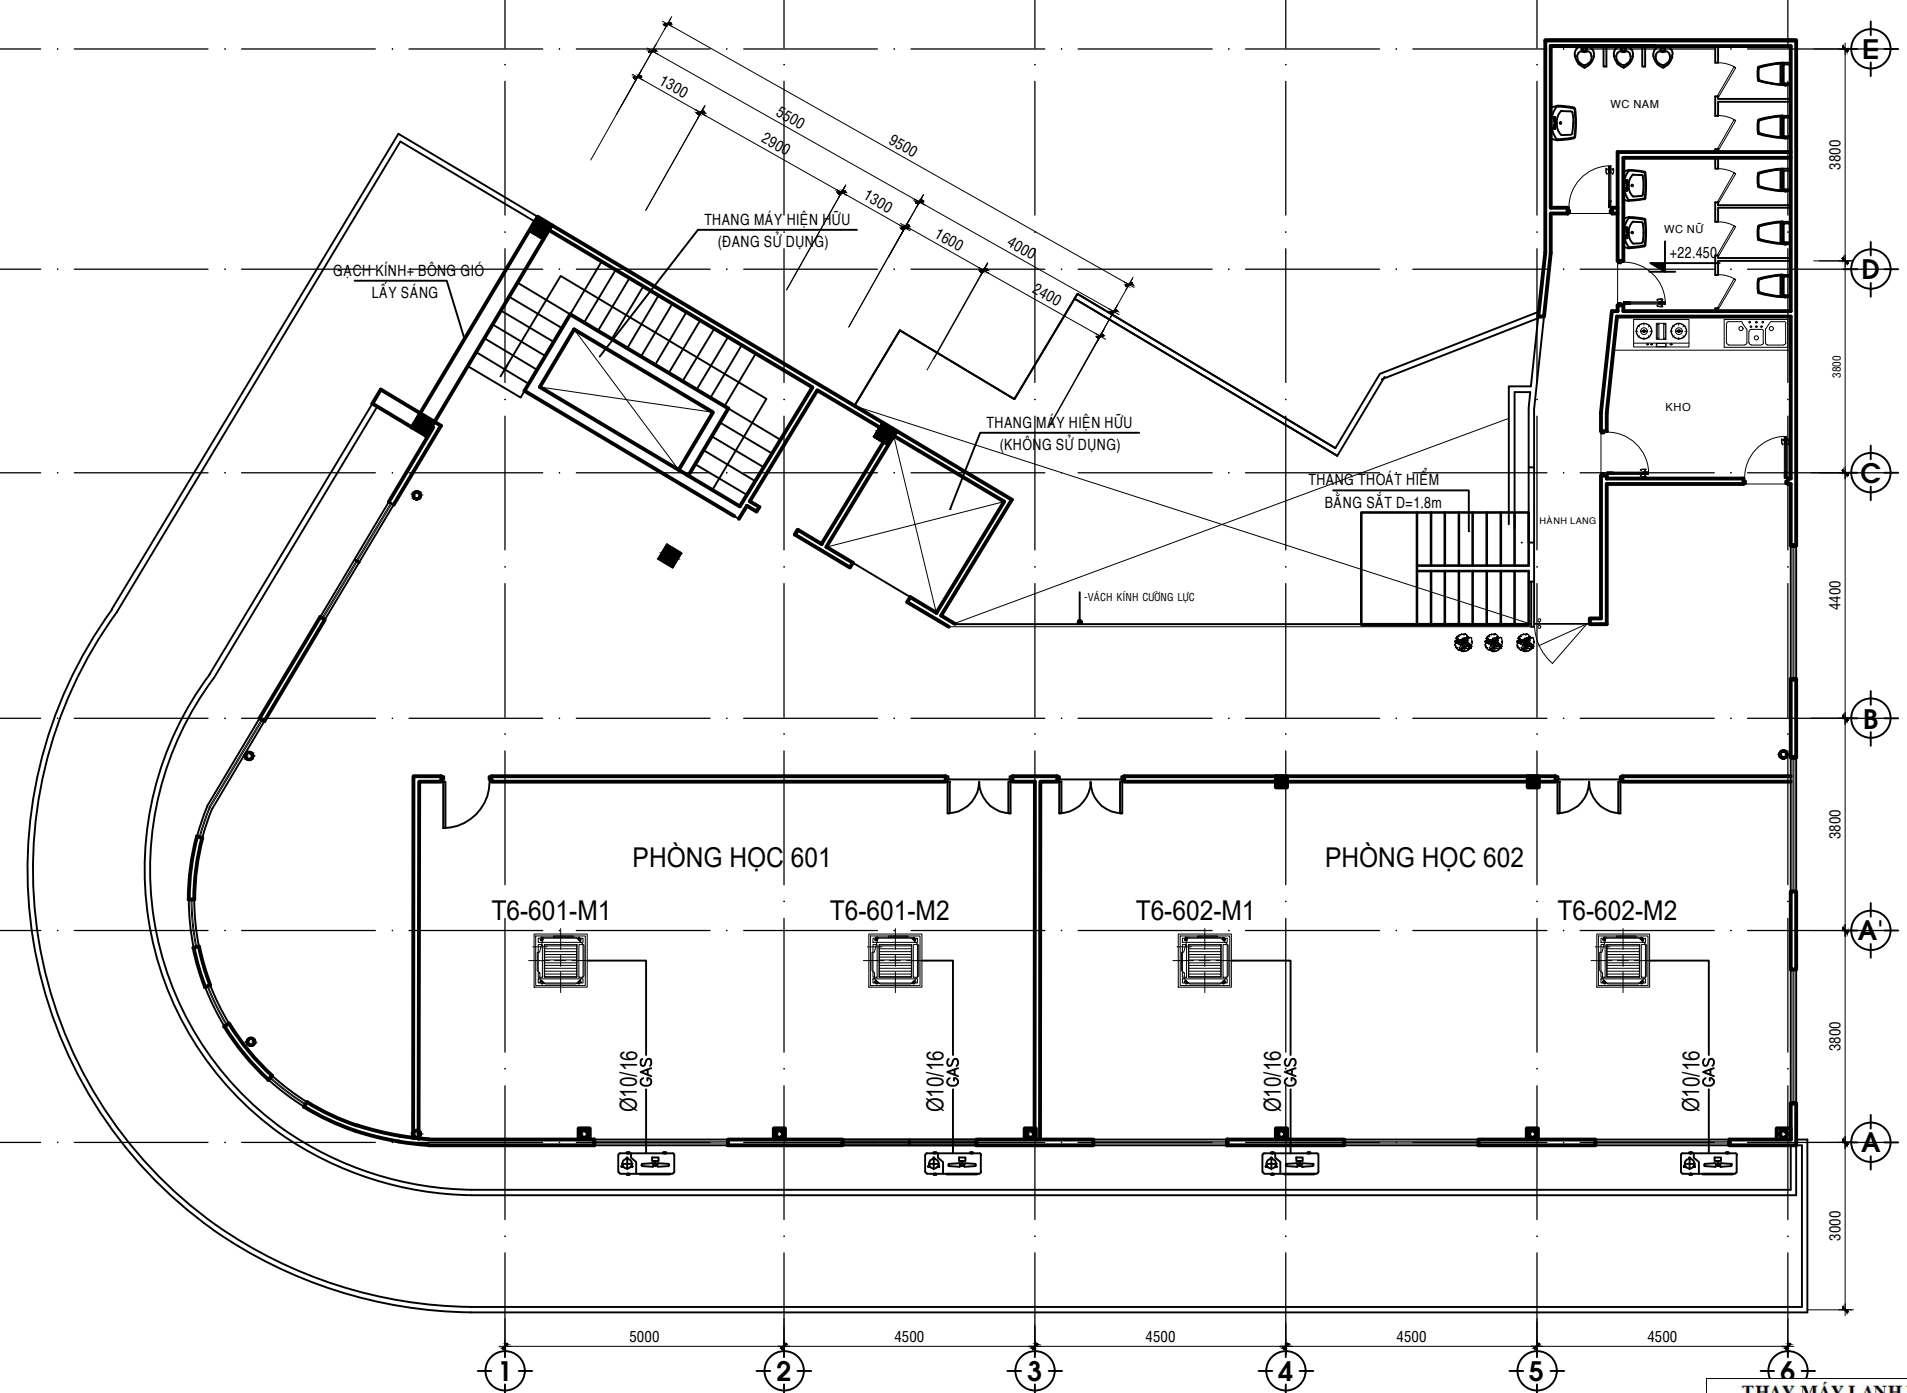 E
1300
5500
9500
2900
1300
1600
4000
2400
WC NAM
3800
THANG MÁY HIỆN HỮU
(ĐANG SỬ DỤNG)
WC NỮ
+22.450
D
GẠCH KÍNH+ BÔNG GIÓ
LẤY SÁNG
3800
KHO
THANG MÁY HIỆN HỮU
(KHÔNG SỬ DỤNG)
C
THANG THOÁT HIỂM
BẰNG SẮT D=1.8m
HÀNH LANG
-VÁCH KÍNH CƯỜNG LỰC
4400
B
3800
PHÒNG HỌC 601
PHÒNG HỌC 602
T6-601-M1
T6-601-M2
T6-602-M1
T6-602-M2
A'
Ø10/16
GAS
Ø10/16
GAS
Ø10/16
GAS
Ø10/16
GAS
3800
A
3000
5000
4500
4500
4500
4500
1
2
3
4
5
6
THAY MÁY LẠNH